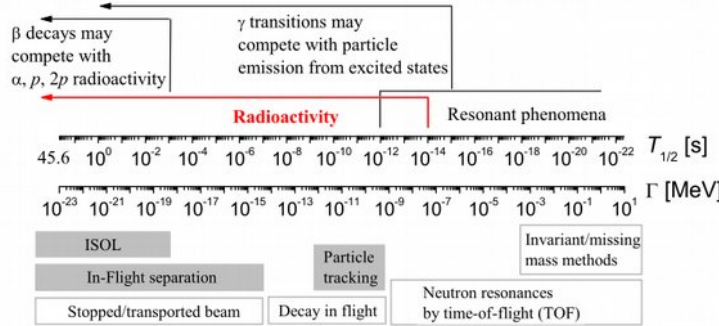 β decays may
compete with
α, p, 2p radioactivity
γ transitions may
compete with particle
emission from excited states
Radioactivity
Resonant phenomena
45.6 10⁰ 10⁻² 10⁻⁴ 10⁻⁶ 10⁻⁸ 10⁻¹⁰ 10⁻¹² 10⁻¹⁴ 10⁻¹⁶ 10⁻¹⁸ 10⁻²⁰ 10⁻²² T₁/₂ [s]
10⁻²³ 10⁻²¹ 10⁻¹⁹ 10⁻¹⁷ 10⁻¹⁵ 10⁻¹³ 10⁻¹¹ 10⁻⁹ 10⁻⁷ 10⁻⁵ 10⁻³ 10⁻¹ 10¹ Γ [MeV]
ISOL
In-Flight separation
Stopped/transported beam
Particle
tracking
Decay in flight
Invariant/missing
mass methods
Neutron resonances
by time-of-flight (TOF)